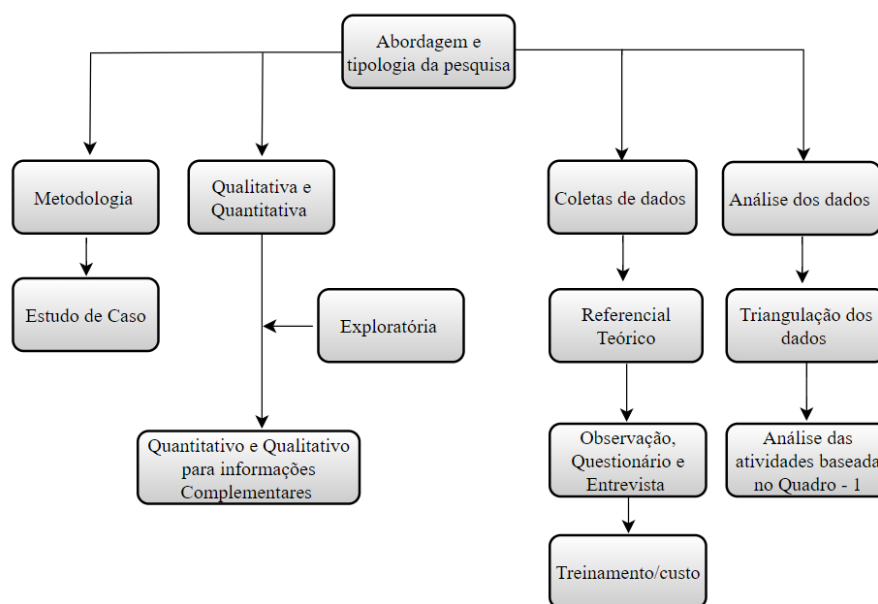 Abordagem e
tipologia da pesquisa
Metodologia
Qualitativa e
Quantitativa
Coletas de dados
Análise dos dados
Estudo de Caso
Exploratória
Referencial
Teórico
Triangulação dos
dados
Quantitativo e Qualitativo
para informações
Complementares
Observação,
Questionário e
Entrevista
Análise das
atividades baseada
no Quadro - 1
Treinamento/custo